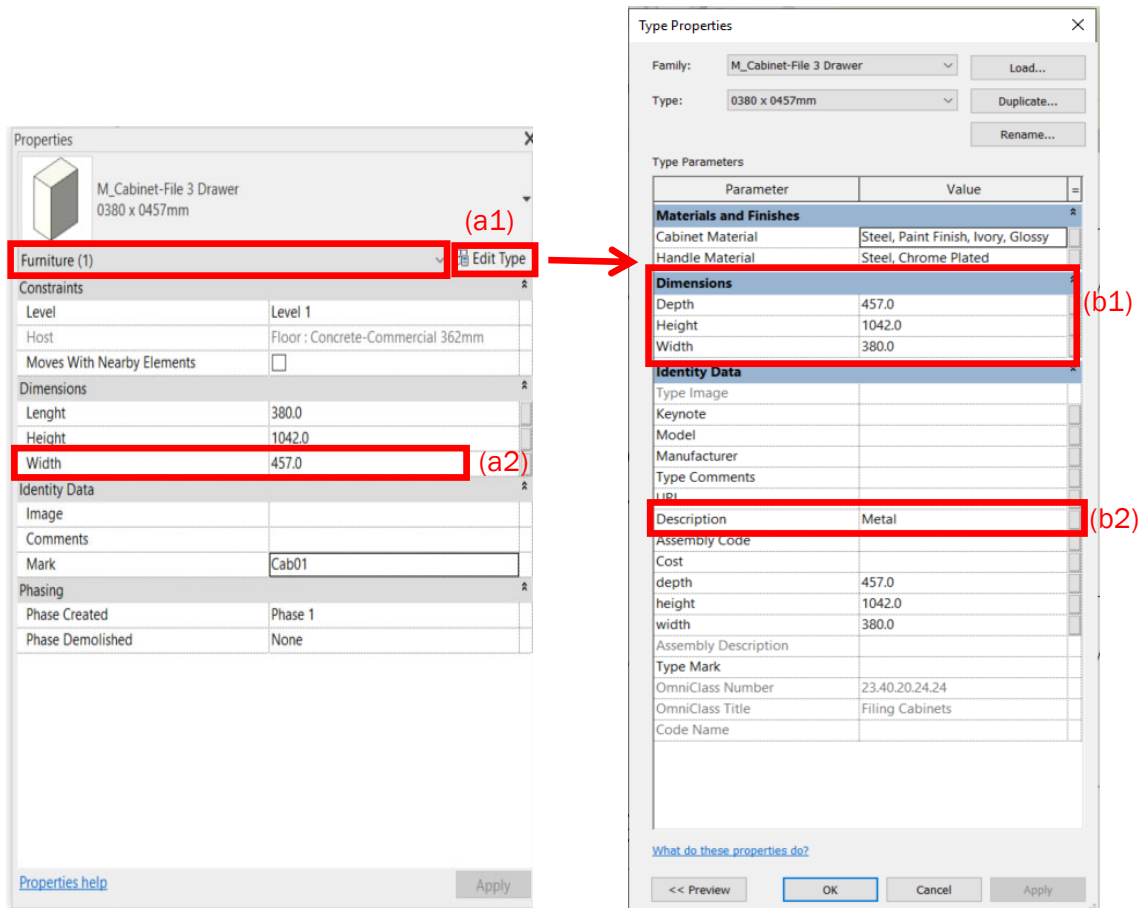 Properties X
M_Cabinet-File 3 Drawer
0380 x 0457mm
(a1)
Furniture (1) Edit Type
Constraints
Level Level 1
Host Floor : Concrete-Commercial 362mm
Moves With Nearby Elements
Dimensions
Lenght 380.0
Height 1042.0
Width 457.0 (a2)
Identity Data
Image
Comments
Mark Cab01
Phasing
Phase Created Phase 1
Phase Demolished None
Properties help Apply
Type Properties
Family: M_Cabinet-File 3 Drawer Load...
Type: 0380 x 0457mm Duplicate...
Rename...
Type Parameters
Parameter Value =
Materials and Finishes
Cabinet Material Steel, Paint Finish, Ivory, Glossy
Handle Material Steel, Chrome Plated
Dimensions
Depth 457.0 (b1)
Height 1042.0
Width 380.0
Identity Data
Type Image
Keynote
Model
Manufacturer
Type Comments
URL
Description Metal (b2)
Assembly Code
Cost
depth 457.0
height 1042.0
width 380.0
Assembly Description
Type Mark
OmniClass Number 23.40.20.24.24
OmniClass Title Filing Cabinets
Code Name
What do these properties do?
<< Preview OK Cancel Apply